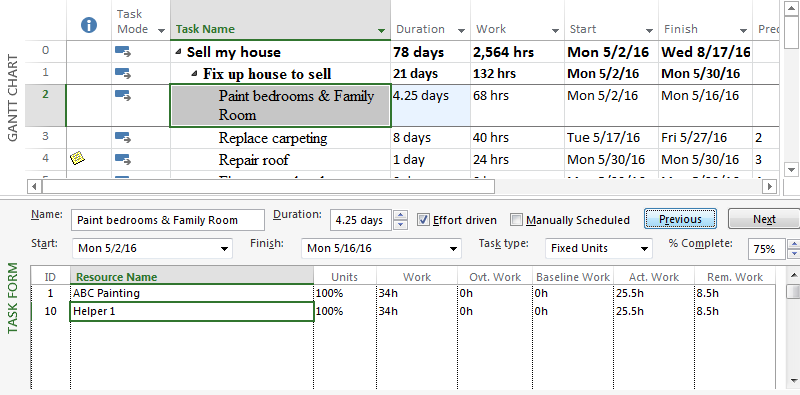 Task Mode Task Name Duration Work Start Finish Pred
GANTT CHART
0 Sell my house 78 days 2,564 hrs Mon 5/2/16 Wed 8/17/16
1 Fix up house to sell 21 days 132 hrs Mon 5/2/16 Mon 5/30/16
2 Paint bedrooms & Family Room 4.25 days 68 hrs Mon 5/2/16 Mon 5/16/16
3 Replace carpeting 8 days 40 hrs Tue 5/17/16 Fri 5/27/16 2
4 Repair roof 1 day 24 hrs Mon 5/30/16 Mon 5/30/16 3
TASK FORM
Name: Paint bedrooms & Family Room Duration: 4.25 days Effort driven Manually Scheduled Previous Next
Start: Mon 5/2/16 Finish: Mon 5/16/16 Task type: Fixed Units % Complete: 75%
ID Resource Name Units Work Ovt. Work Baseline Work Act. Work Rem. Work
1 ABC Painting 100% 34h 0h 0h 25.5h 8.5h
10 Helper 1 100% 34h 0h 0h 25.5h 8.5h